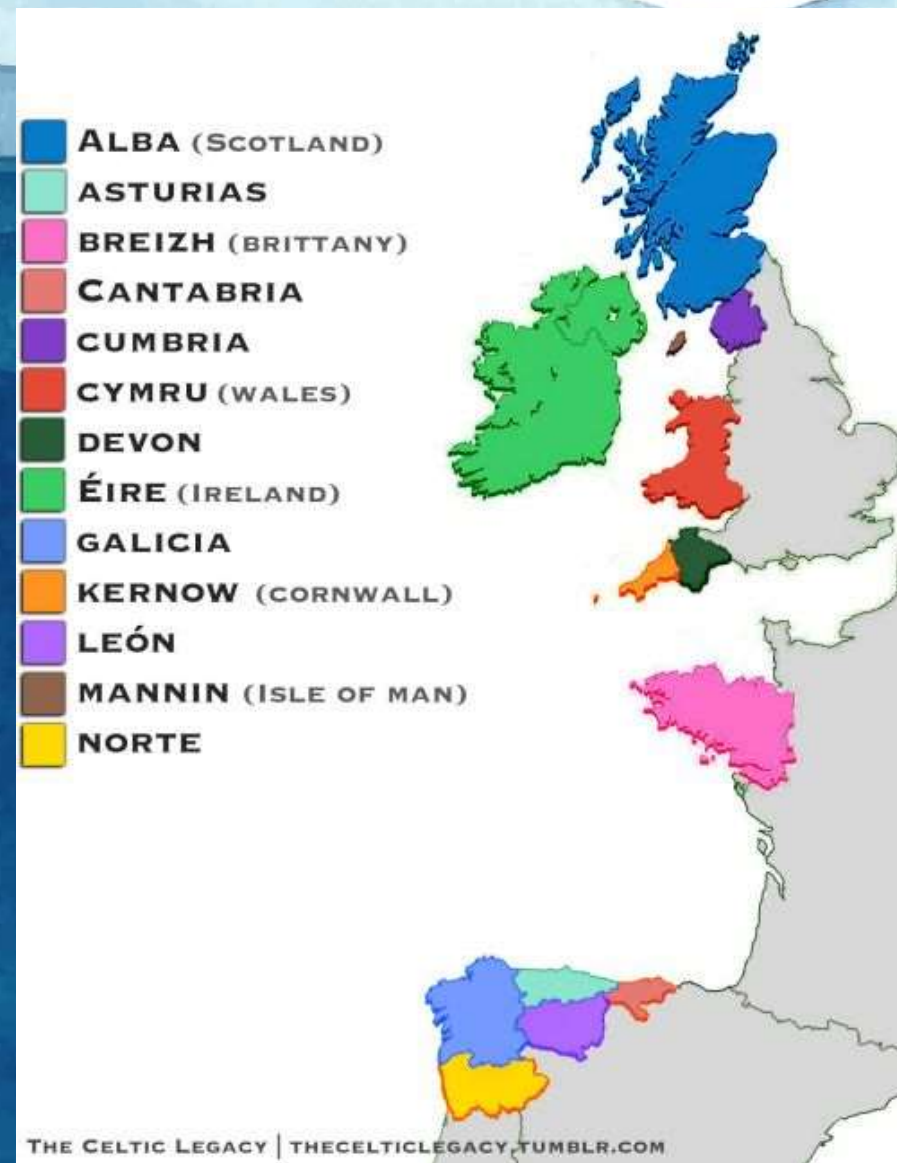 ALBA (SCOTLAND)
ASTURIAS
BREIZH (BRITTANY)
CANTABRIA
CUMBRIA
CYMRU (WALES)
DEVON
ÉIRE (IRELAND)
GALICIA
KERNOW (CORNWALL)
LEÓN
MANNIN (ISLE OF MAN)
NORTE
THE CELTIC LEGACY | THECELTICLEGACY.TUMBLR.COM